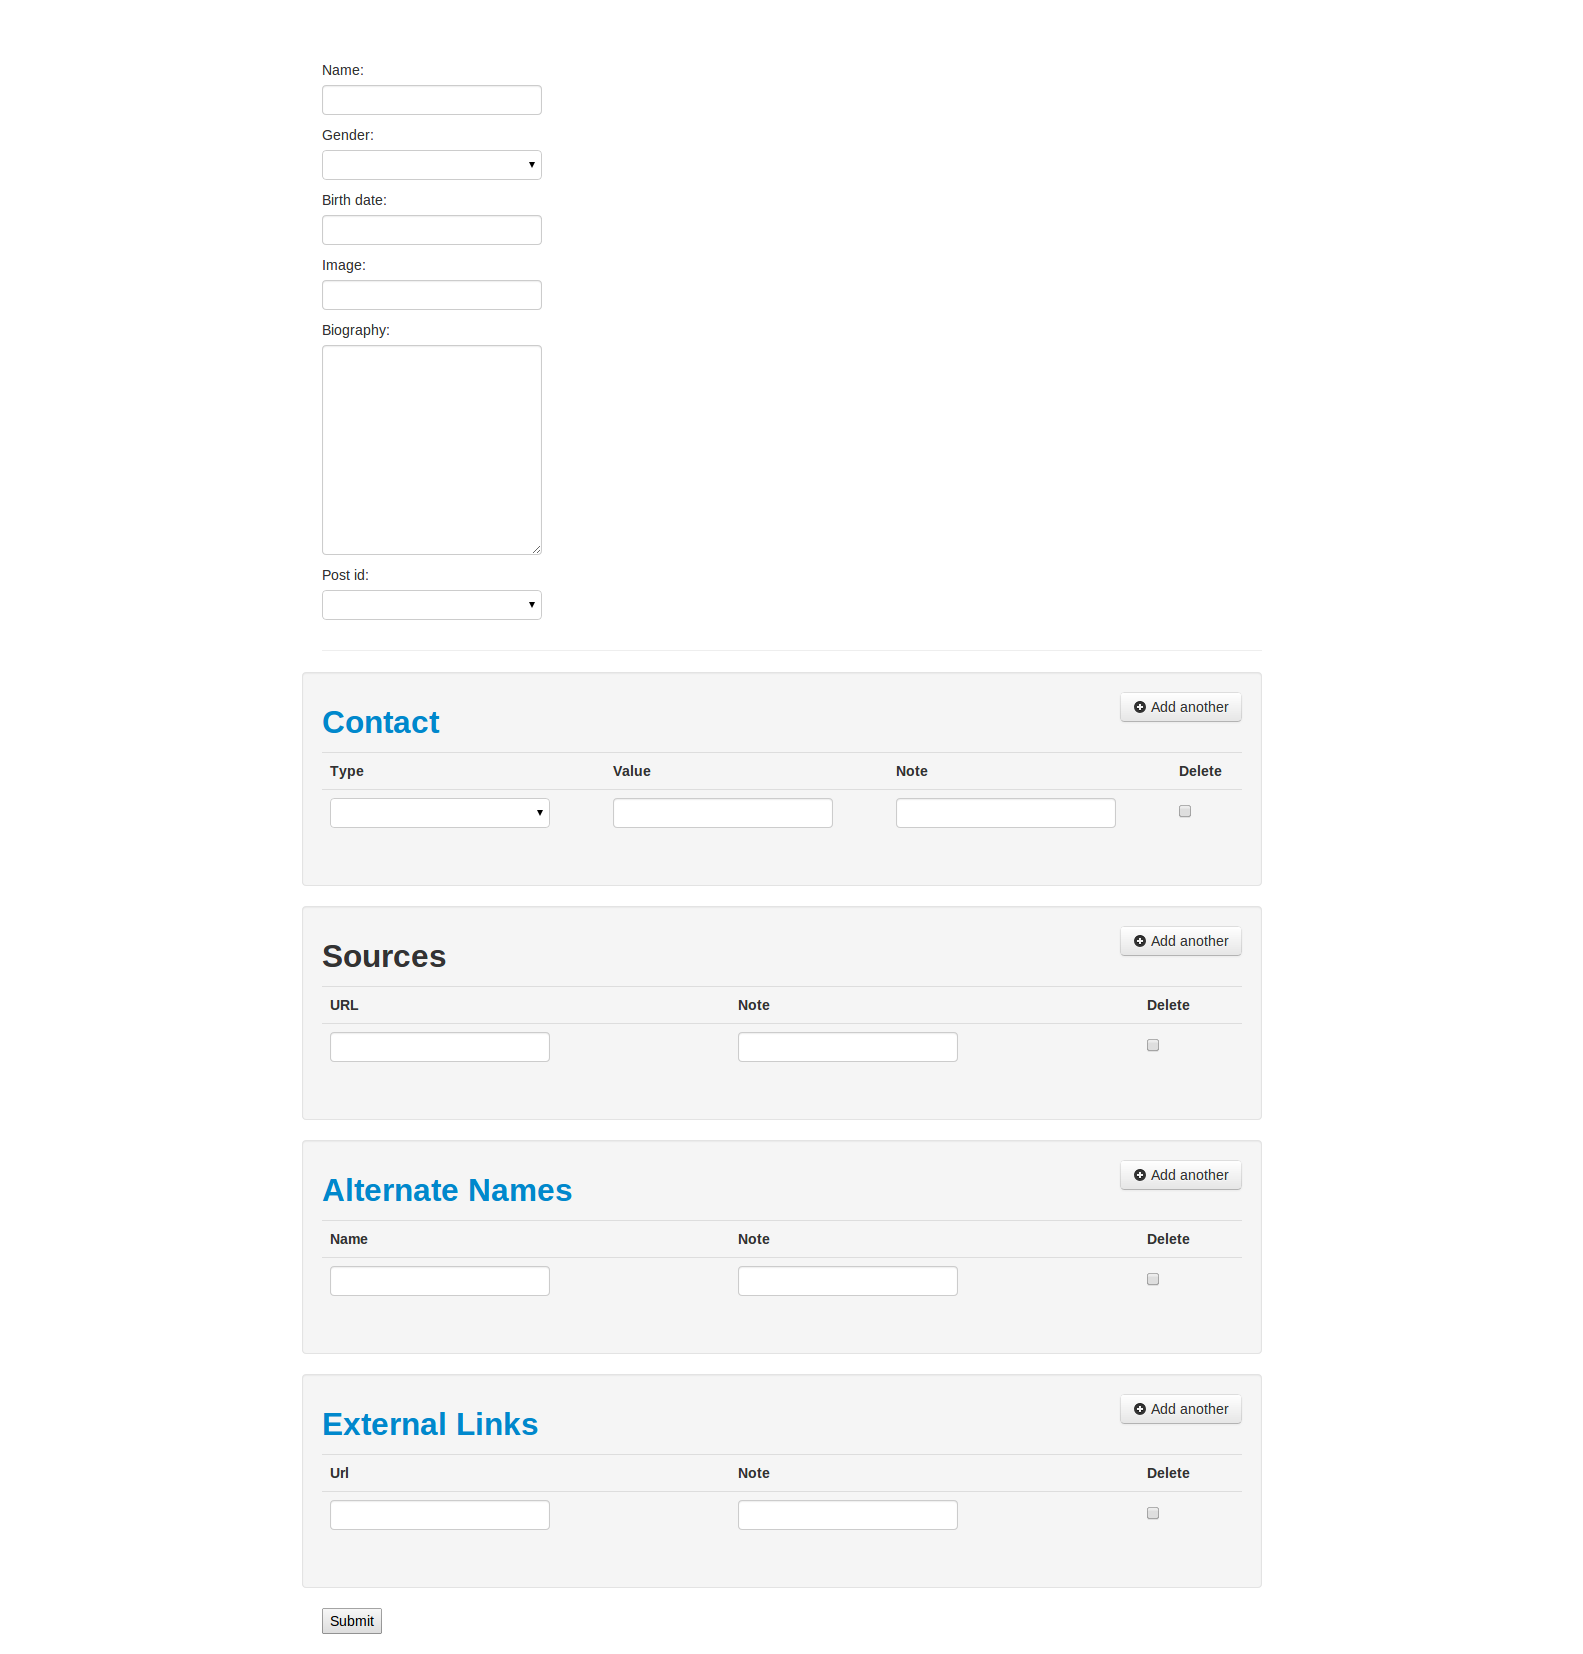 Name:
Gender:
Birth date:
Image:
Biography:
Post id:
Add another
Contact
Type Value Note Delete
Add another
Sources
URL Note Delete
Add another
Alternate Names
Name Note Delete
Add another
External Links
Url Note Delete
Submit